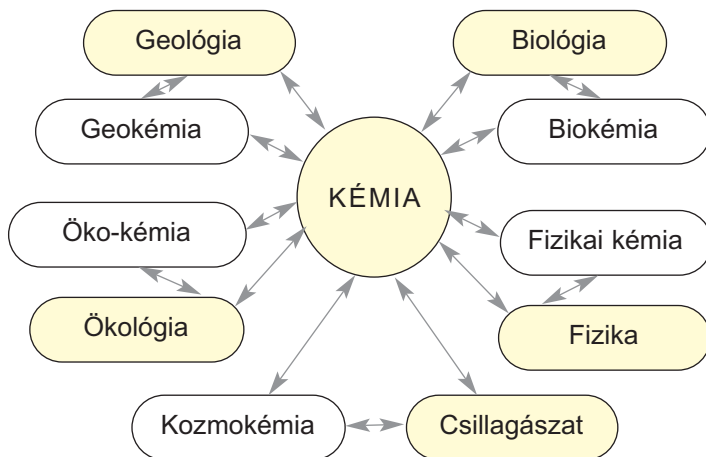 Geológia
Biológia
Geokémia
Biokémia
KÉMIA
Öko-kémia
Fizikai kémia
Ökológia
Fizika
Kozmokémia
Csillagászat